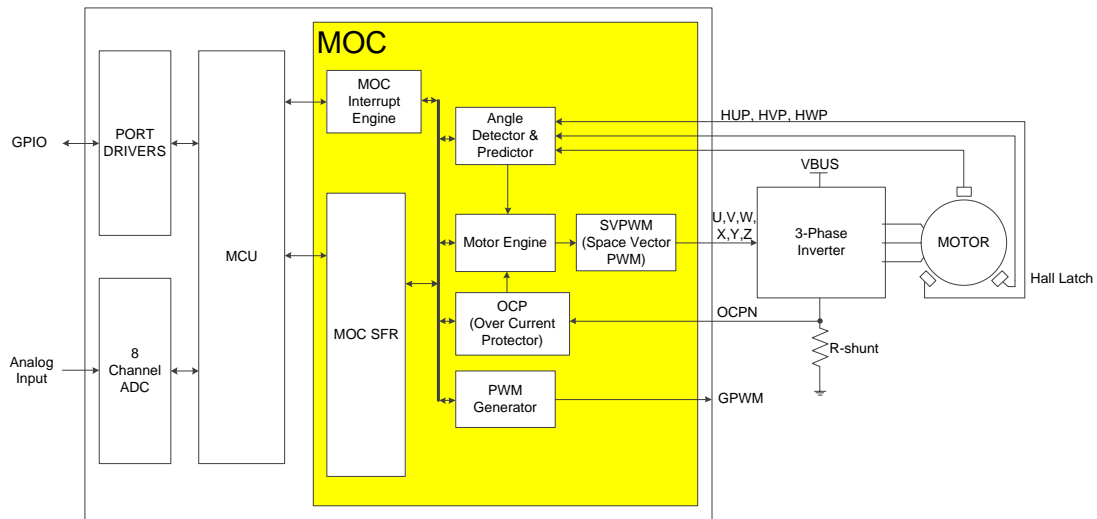 MOC
MOC
Interrupt
Engine
Angle
Detector &
Predictor
HUP, HVP, HWP
GPIO
PORT
DRIVERS
VBUS
MCU
Motor Engine
SVPWM
(Space Vector
PWM)
U,V,W,
X,Y,Z
3-Phase
Inverter
MOTOR
Hall Latch
MOC SFR
OCP
(Over Current
Protector)
OCPN
R-shunt
Analog
Input
8
Channel
ADC
PWM
Generator
GPWM